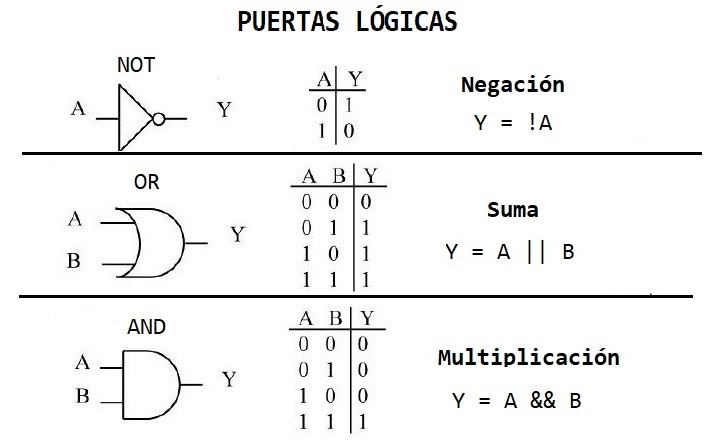 PUERTAS LÓGICAS
NOT
A Y
A Y
0 1
1 0
Negación
Y = !A
OR
A
B
Y
A B Y
0 0 0
0 1 1
1 0 1
1 1 1
Suma
Y = A || B
AND
A
B
Y
A B Y
0 0 0
0 1 0
1 0 0
1 1 1
Multiplicación
Y = A && B